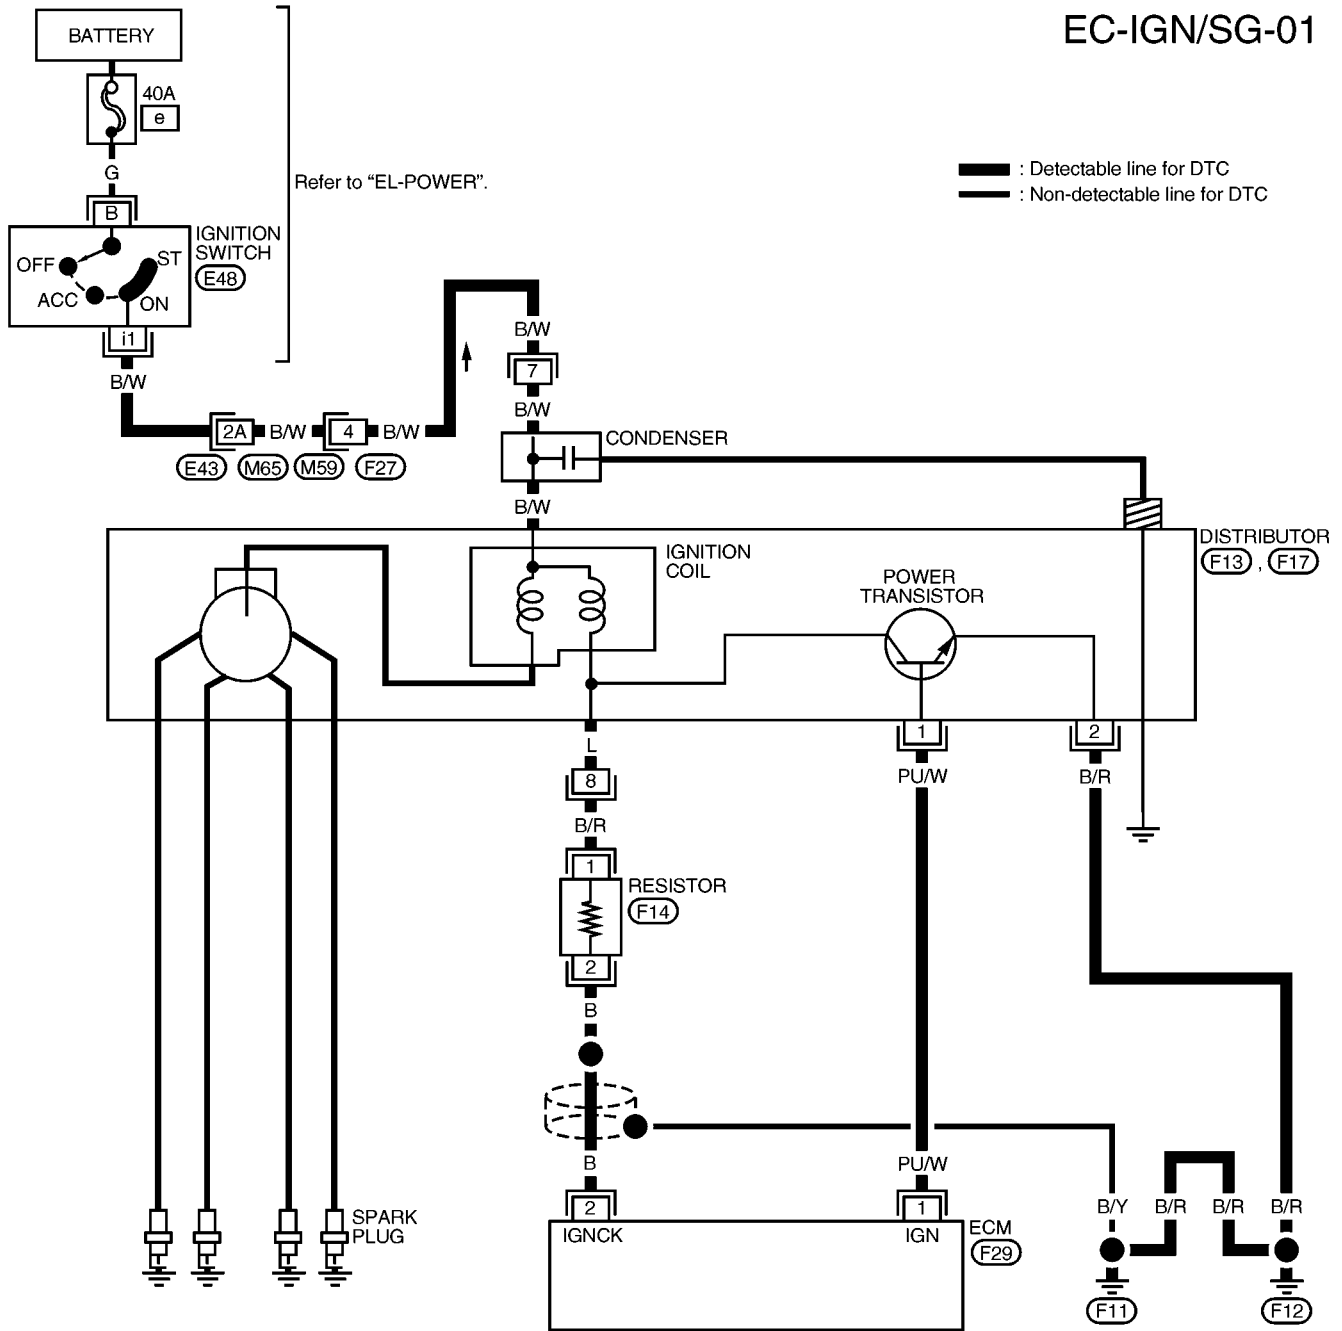 EC-IGN/SG-01
BATTERY
40A
e
G
Refer to “EL-POWER”.
: Detectable line for DTC
: Non-detectable line for DTC
B
IGNITION
SWITCH
E48
OFF
ST
ACC
ON
i1
B/W
B/W
7
B/W
2A
B/W
4
B/W
E43
M65
M59
F27
CONDENSER
B/W
DISTRIBUTOR
F13 , F17
IGNITION
COIL
POWER
TRANSISTOR
1
2
L
PU/W
B/R
8
B/R
1
RESISTOR
F14
2
B
B
PU/W
2
1
IGNCK
IGN
ECM
F29
SPARK
PLUG
B/Y
B/R
B/R
B/R
F11
F12